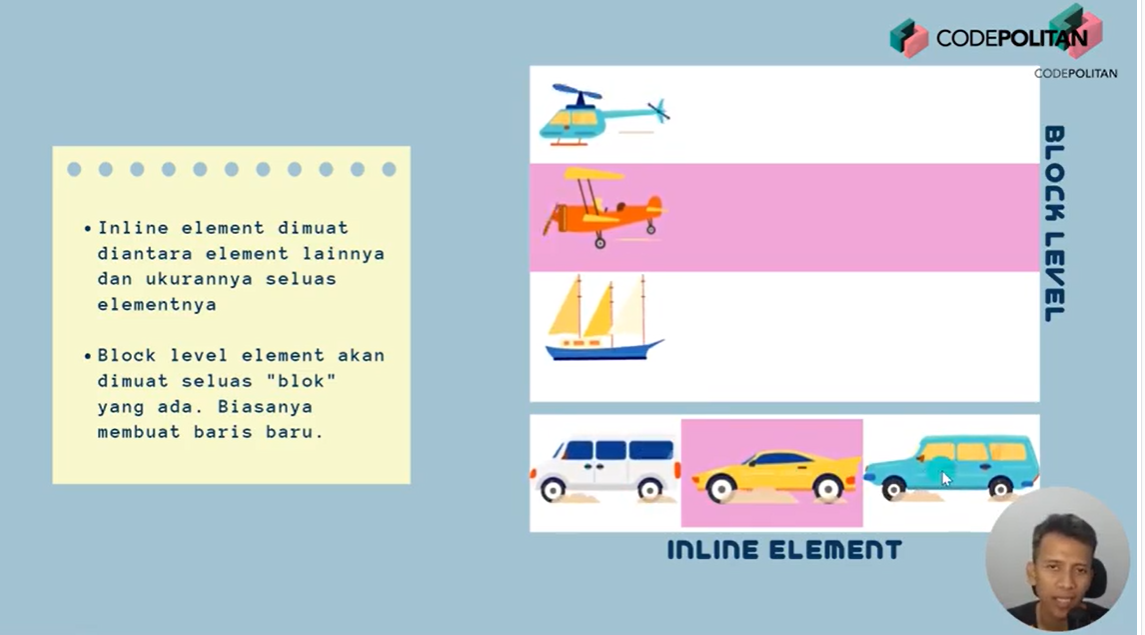 CODEPOLITAN
CODEPOLITAN
• Inline element dimuat
diantara element lainnya
dan ukurannya seluas
elementnya
• Block level element akan
dimuat seluas "blok"
yang ada. Biasanya
membuat baris baru.
BLOCK LEVEL
INLINE ELEMENT